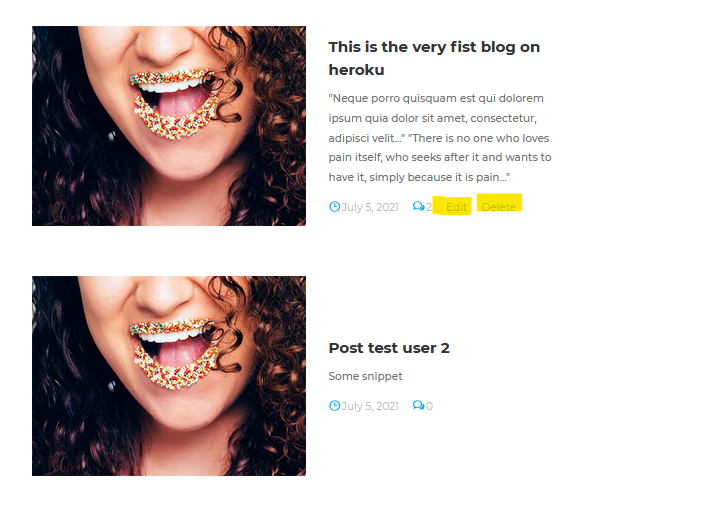 This is the very fist blog on
heroku
"Neque porro quisquam est qui dolorem
ipsum quia dolor sit amet, consectetur,
adipisci velit..." "There is no one who loves
pain itself, who seeks after it and wants to
have it, simply because it is pain..."
July 5, 2021 2 Edit Delete
Post test user 2
Some snippet
July 5, 2021 0